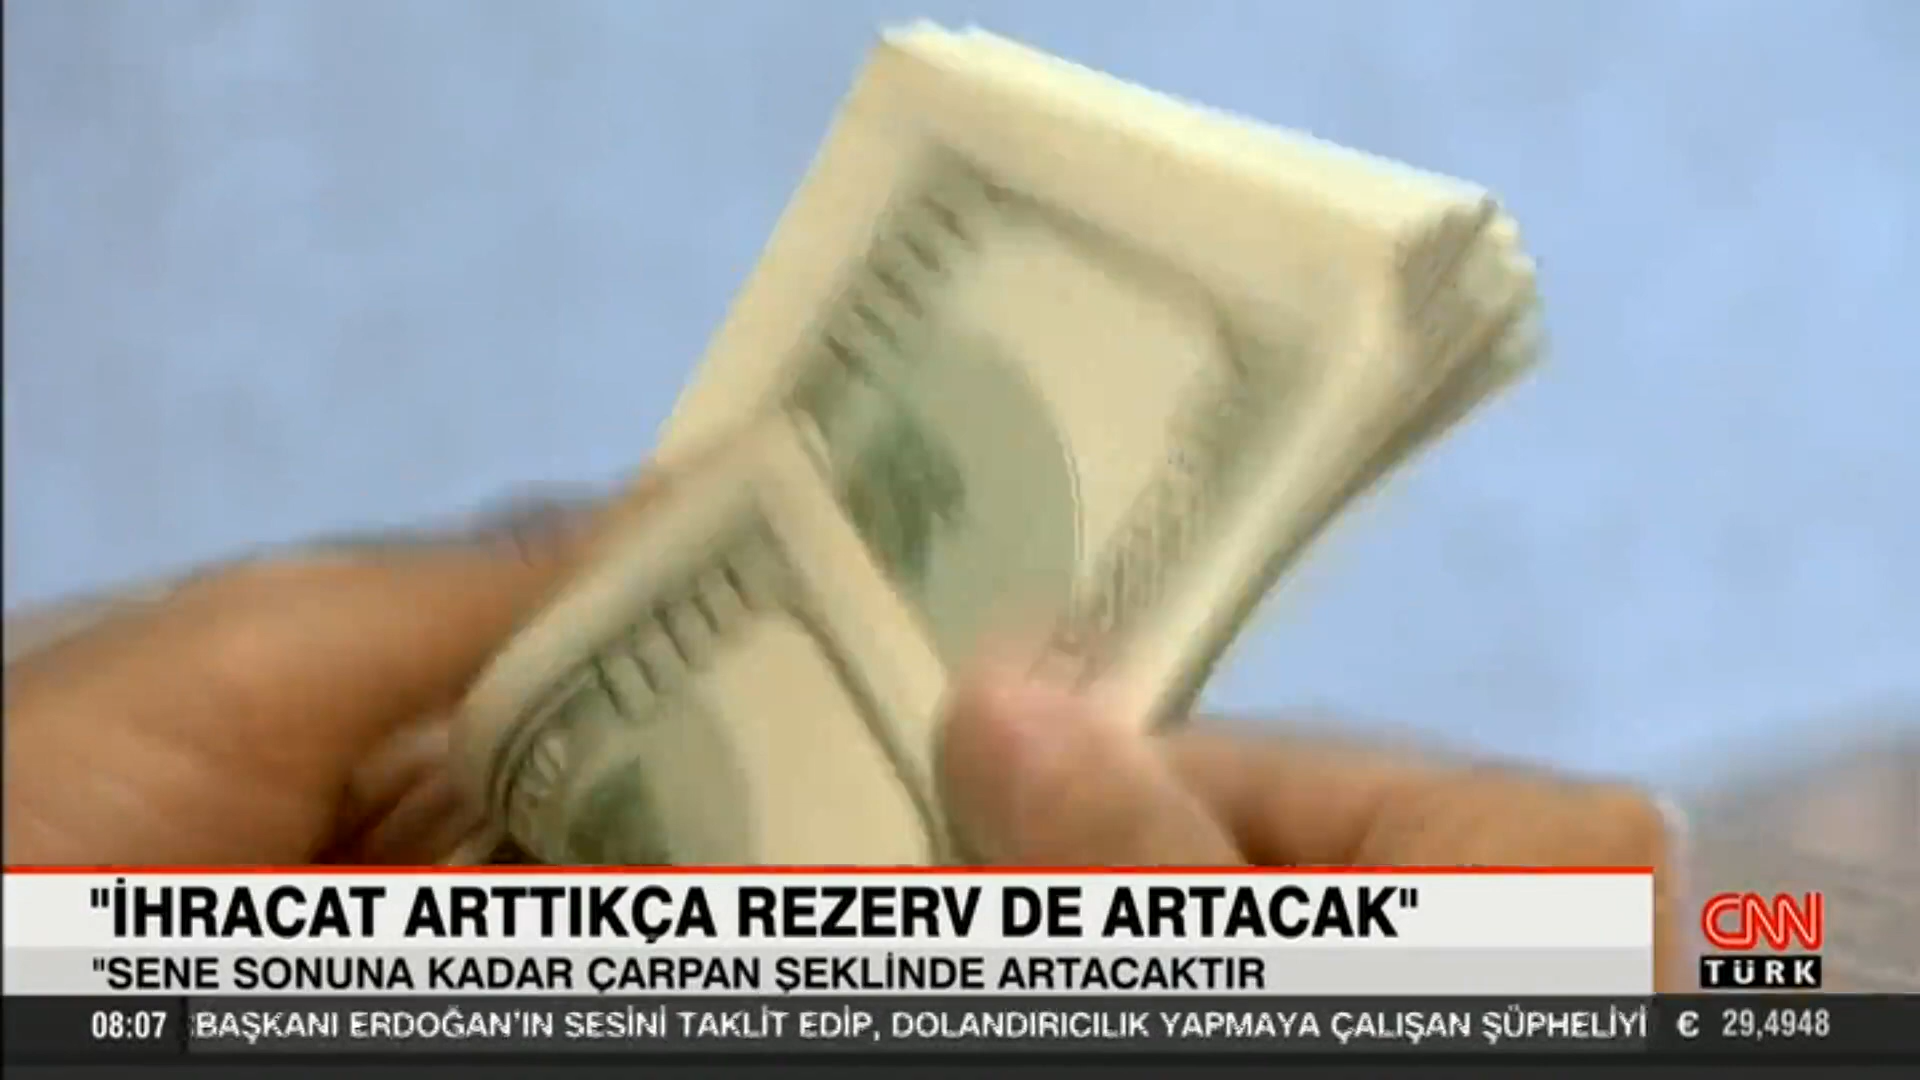 "İHRACAT ARTTIKÇA REZERV DE ARTACAK"
"SENE SONUNA KADAR ÇARPAN ŞEKLİNDE ARTACAKTIR
CNN
TÜRK
08:07 BAŞKANI ERDOĞAN'IN SESİNİ TAKLİT EDİP, DOLANDIRICILIK YAPMAYA ÇALIŞAN ŞÜPHELİYİ € 29,4948